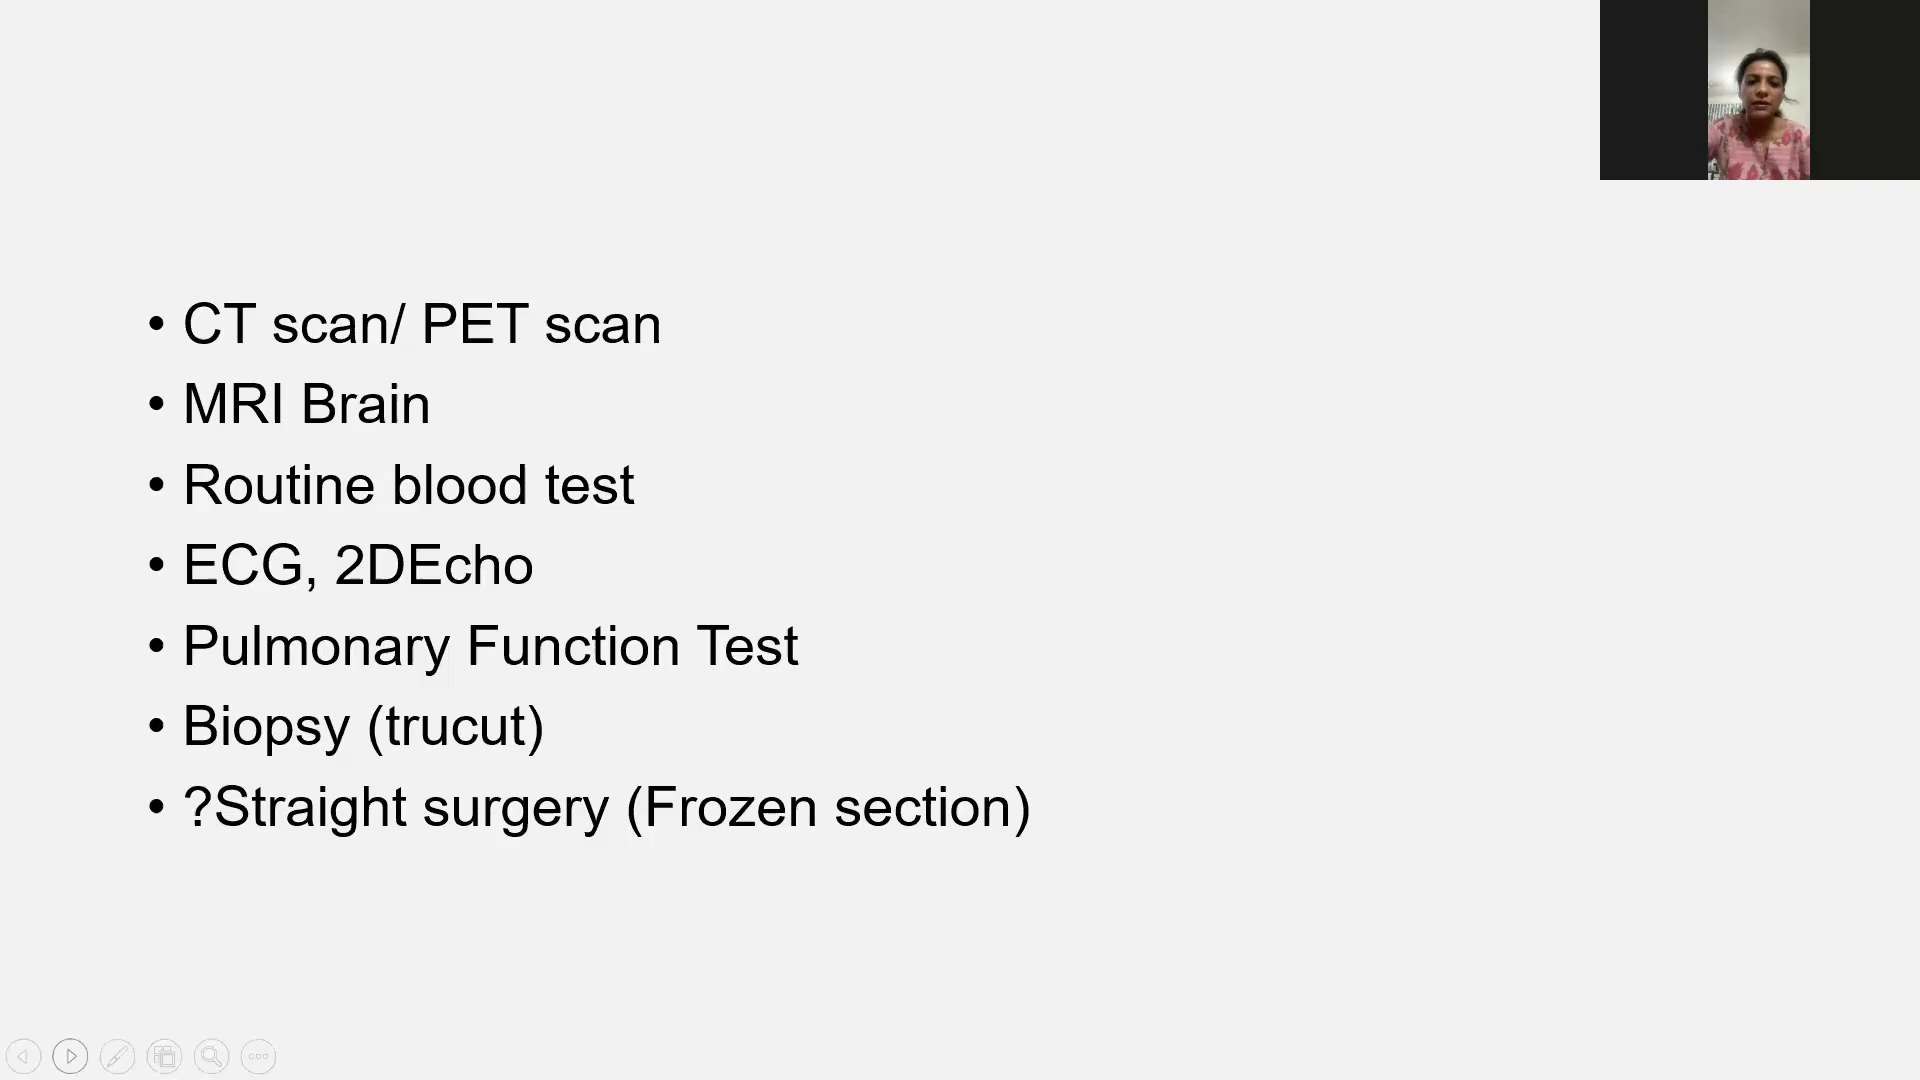 • CT scan/ PET scan
• MRI Brain
• Routine blood test
• ECG, 2DEcho
• Pulmonary Function Test
• Biopsy (trucut)
• ?Straight surgery (Frozen section)